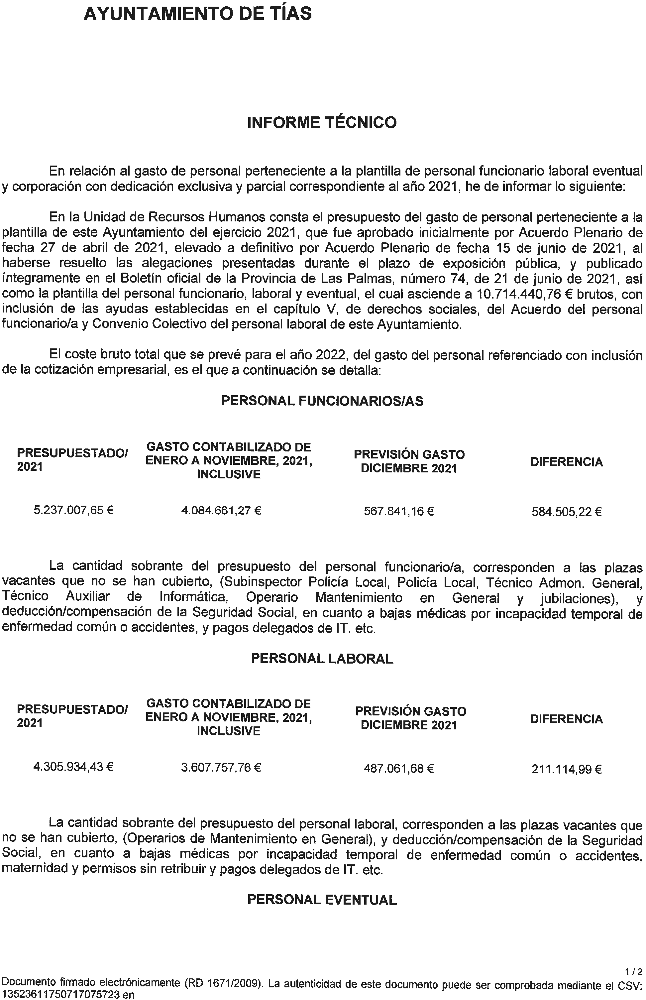 AYUNTAMIENTO DE TÍAS
INFORME TÉCNICO
En relación al gasto de personal perteneciente a la plantilla de personal funcionario laboral eventual
y corporación con dedicación exclusiva y parcial correspondiente al año 2021, he de informar lo siguiente:
En la Unidad de Recursos Humanos consta el presupuesto del gasto de personal perteneciente a la
plantilla de este Ayuntamiento del ejercicio 2021, que fue aprobado inicialmente por Acuerdo Plenario de
fecha 27 de abril de 2021, elevado a definitivo por Acuerdo Plenario de fecha 15 de junio de 2021, al
haberse resuelto las alegaciones presentadas durante el plazo de exposición pública, y publicado
íntegramente en el Boletín oficial de la Provincia de Las Palmas, número 74, de 21 de junio de 2021, así
como la plantilla del personal funcionario, laboral y eventual, el cual asciende a 10.714.440,76 € brutos, con
inclusión de las ayudas establecidas en el capítulo V, de derechos sociales, del Acuerdo del personal
funcionario/a y Convenio Colectivo del personal laboral de este Ayuntamiento.
El coste bruto total que se prevé para el año 2022, del gasto del personal referenciado con inclusión
de la cotización empresarial, es el que a continuación se detalla:
PERSONAL FUNCIONARIOS/AS
PRESUPUESTADO/
2021
GASTO CONTABILIZADO DE
ENERO A NOVIEMBRE, 2021,
INCLUSIVE
PREVISIÓN GASTO
DICIEMBRE 2021
DIFERENCIA
5.237.007,65 €
4.084.661,27 €
567.841,16 €
584.505,22 €
La cantidad sobrante del presupuesto del personal funcionario/a, corresponden a las plazas
vacantes que no se han cubierto, (Subinspector Policía Local, Policía Local, Técnico Admon. General,
Técnico Auxiliar de Informática, Operario Mantenimiento en General y jubilaciones), y
deducción/compensación de la Seguridad Social, en cuanto a bajas médicas por incapacidad temporal de
enfermedad común o accidentes, y pagos delegados de IT. etc.
PERSONAL LABORAL
PRESUPUESTADO/
2021
GASTO CONTABILIZADO DE
ENERO A NOVIEMBRE, 2021,
INCLUSIVE
PREVISIÓN GASTO
DICIEMBRE 2021
DIFERENCIA
4.305.934,43 €
3.607.757,76 €
487.061,68 €
211.114,99 €
La cantidad sobrante del presupuesto del personal laboral, corresponden a las plazas vacantes que
no se han cubierto, (Operarios de Mantenimiento en General), y deducción/compensación de la Seguridad
Social, en cuanto a bajas médicas por incapacidad temporal de enfermedad común o accidentes,
maternidad y permisos sin retribuir y pagos delegados de IT. etc.
PERSONAL EVENTUAL
1 / 2
Documento firmado electrónicamente (RD 1671/2009). La autenticidad de este documento puede ser comprobada mediante el CSV:
13523611750717075723 en